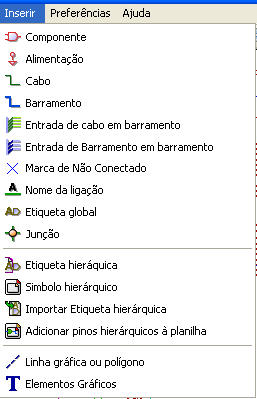 Inserir Preferências Ajuda
Componente
Alimentação
Cabo
Barramento
Entrada de cabo em barramento
Entrada de Barramento em barramento
Marca de Não Conectado
Nome da ligação
Etiqueta global
Junção
Etiqueta hieráquica
Simbolo hierárquico
Importar Etiqueta hierárquica
Adicionar pinos hierárquicos à planilha
Linha gráfica ou polígono
Elementos Gráficos